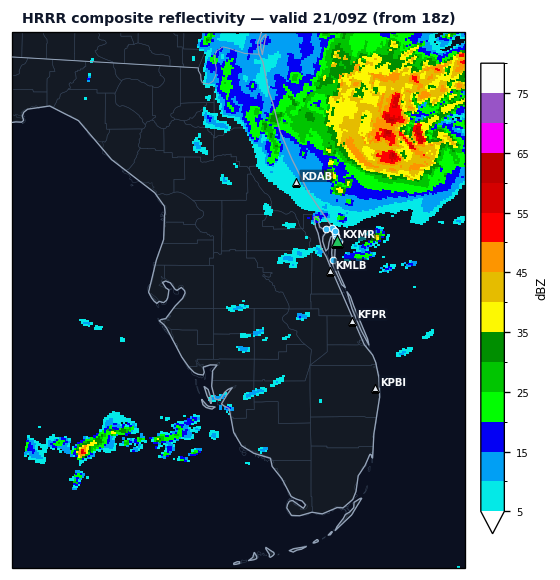 HRRR composite reflectivity — valid 21/09Z (from 18z)
75
65
55
45
35
25
15
5
dBZ
KDAB
KXMR
KMLB
KFPR
KPBI